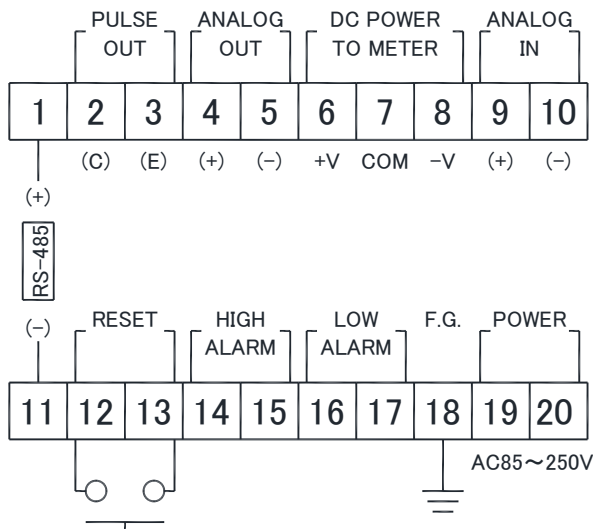 PULSE OUT
ANALOG OUT
DC POWER TO METER
ANALOG IN
1 2 3 4 5 6 7 8 9 10
(C) (E) (+) (−) +V COM −V (+) (−)
(+)
RS-485
(−)
RESET
HIGH ALARM
LOW ALARM
F.G.
POWER
11 12 13 14 15 16 17 18 19 20
AC85～250V